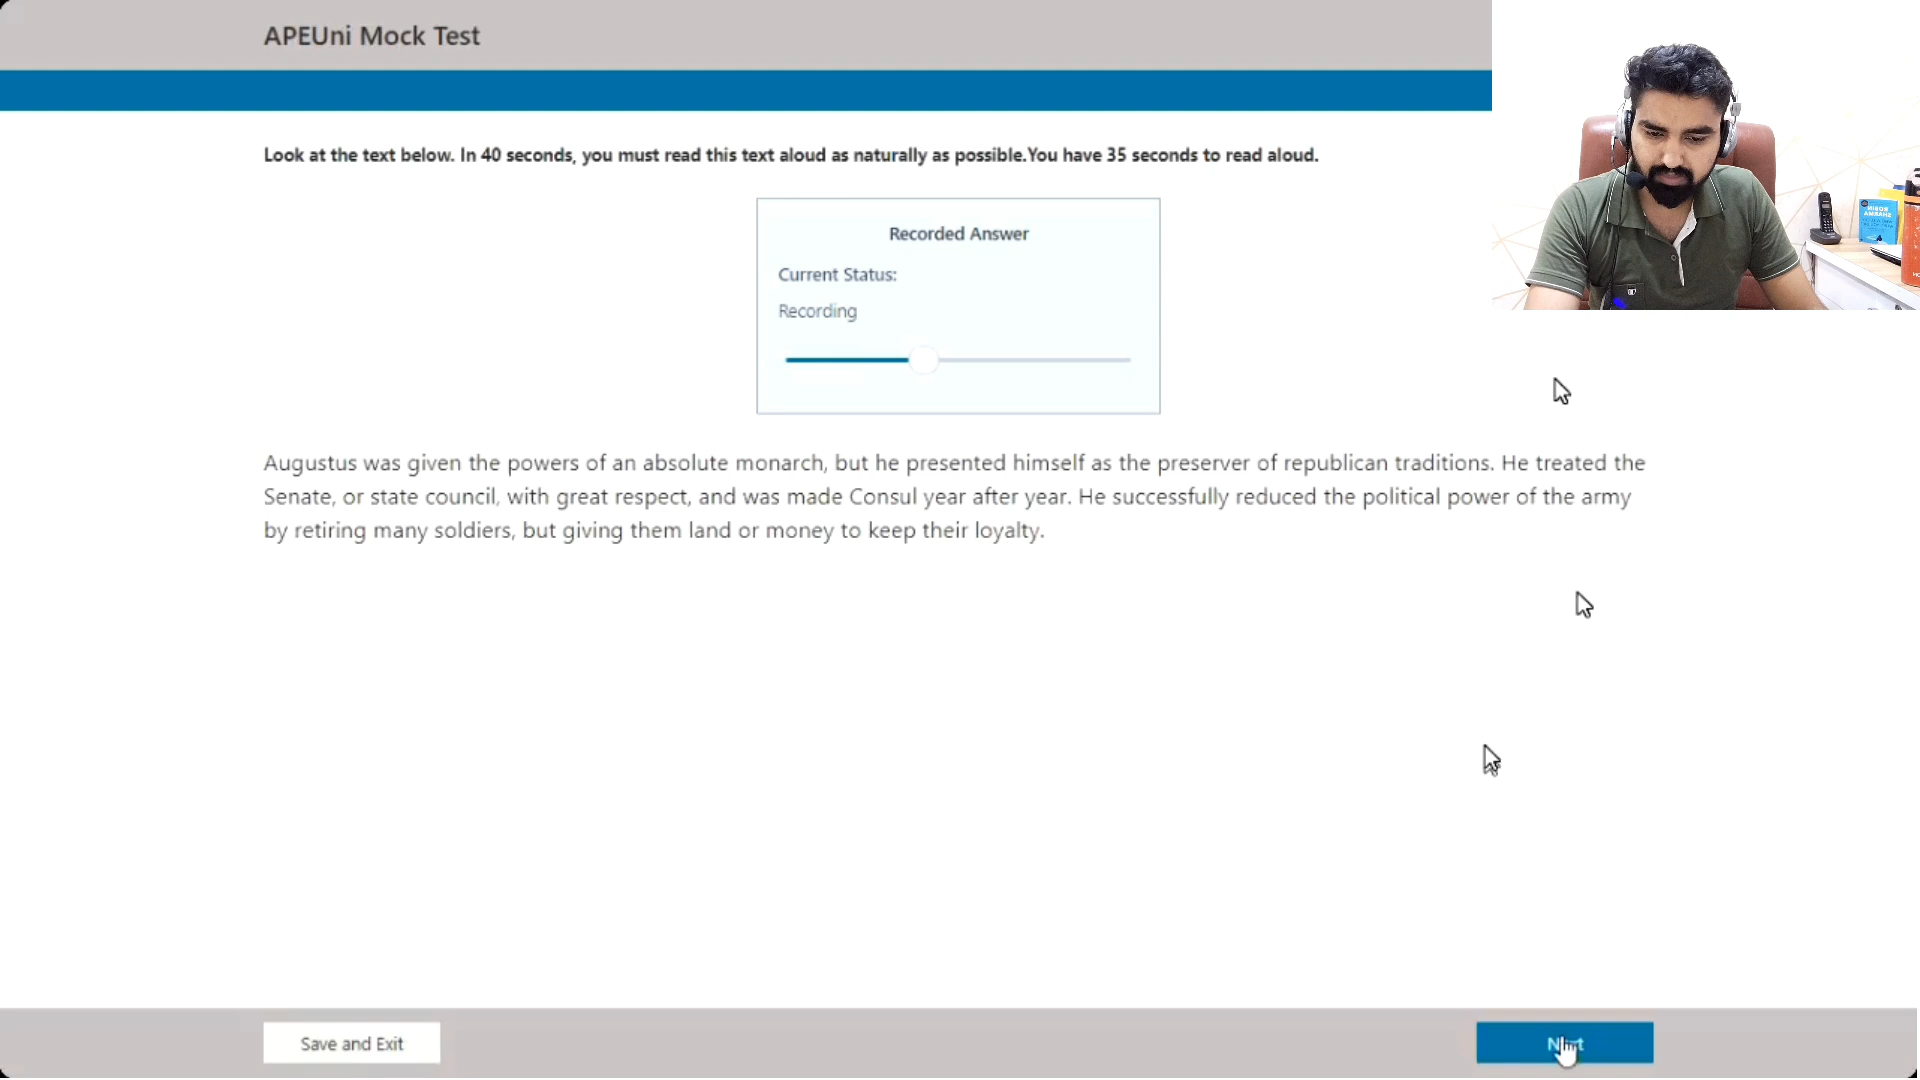 APEUni Mock Test
Look at the text below. In 40 seconds, you must read this text aloud as naturally as possible.You have 35 seconds to read aloud.
Recorded Answer
Current Status:
Recording
Augustus was given the powers of an absolute monarch, but he presented himself as the preserver of republican traditions. He treated the
Senate, or state council, with great respect, and was made Consul year after year. He successfully reduced the political power of the army
by retiring many soldiers, but giving them land or money to keep their loyalty.
Save and Exit